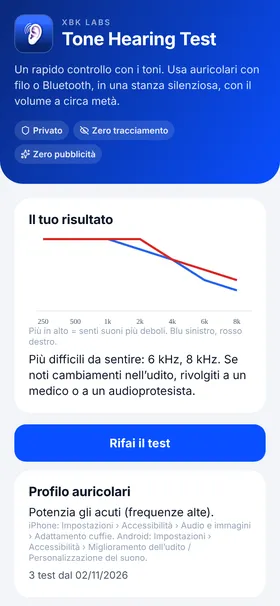 XBK LABS
Tone Hearing Test
Un rapido controllo con i toni. Usa auricolari con
filo o Bluetooth, in una stanza silenziosa, con il
volume a circa metà.
Privato
Zero tracciamento
Zero pubblicità
Il tuo risultato
250 500 1k 2k 4k 6k 8k
Più in alto = senti suoni più deboli. Blu sinistro, rosso
destro.
Più difficili da sentire: 6 kHz, 8 kHz. Se
noti cambiamenti nell'udito, rivolgiti a un
medico o a un audioprotesista.
Rifai il test
Profilo auricolari
Potenzia gli acuti (frequenze alte).
iPhone: Impostazioni › Accessibilità › Audio e immagini
› Adattamento cuffie. Android: Impostazioni ›
Accessibilità › Miglioramento dell'udito /
Personalizzazione del suono.
3 test dal 02/11/2026